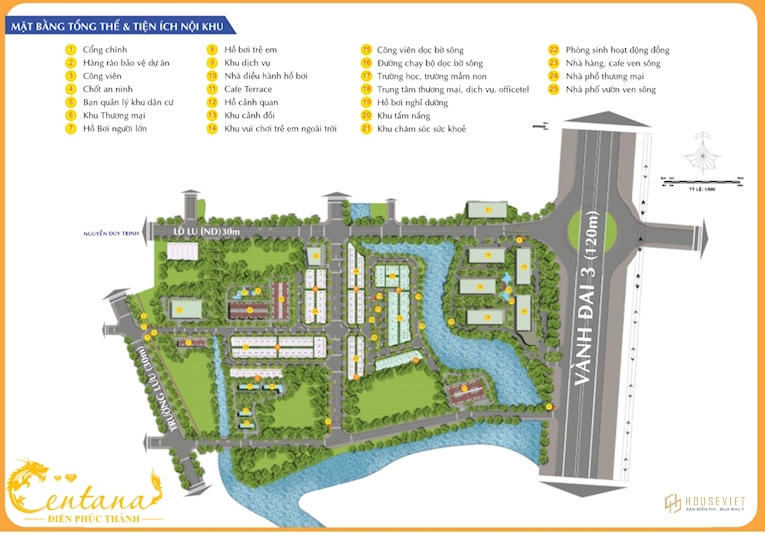 MẶT BẰNG TỔNG THỂ & TIỆN ÍCH NỘI KHU
1 Cổng chính
2 Hàng rào bảo vệ dự án
3 Công viên
4 Chốt an ninh
5 Ban quản lý khu dân cư
6 Khu Thương mại
7 Hồ Bơi người lớn
8 Hồ bơi trẻ em
9 Khu dịch vụ
10 Nhà điều hành hồ bơi
11 Cafe Terrace
12 Hồ cảnh quan
13 Khu cảnh đồi
14 Khu vui chơi trẻ em ngoài trời
15 Công viên dọc bờ sông
16 Đường chạy bộ dọc bờ sông
17 Trường học, trường mầm non
18 Trung tâm thương mại, dịch vụ. officetel
19 Hồ bơi nghỉ dưỡng
20 Khu tắm nắng
21 Khu chăm sóc sức khoẻ
22 Phòng sinh hoạt động đồng
23 Nhà hàng, cafe ven sông
24 Nhà phố thương mại
25 Nhà phố vườn ven sông
TỶ LỆ: 1/500
NGUYỄN DUY TRINH
LÒ LU (ND)30m
VÀNH ĐAI 3 (120m)
TRƯỜNG LƯU (30m)
Centana
ĐIỀN PHÚC THÀNH
HOUSEVIET
BÁN MIỄN PHÍ - MUA NHƯ Ý